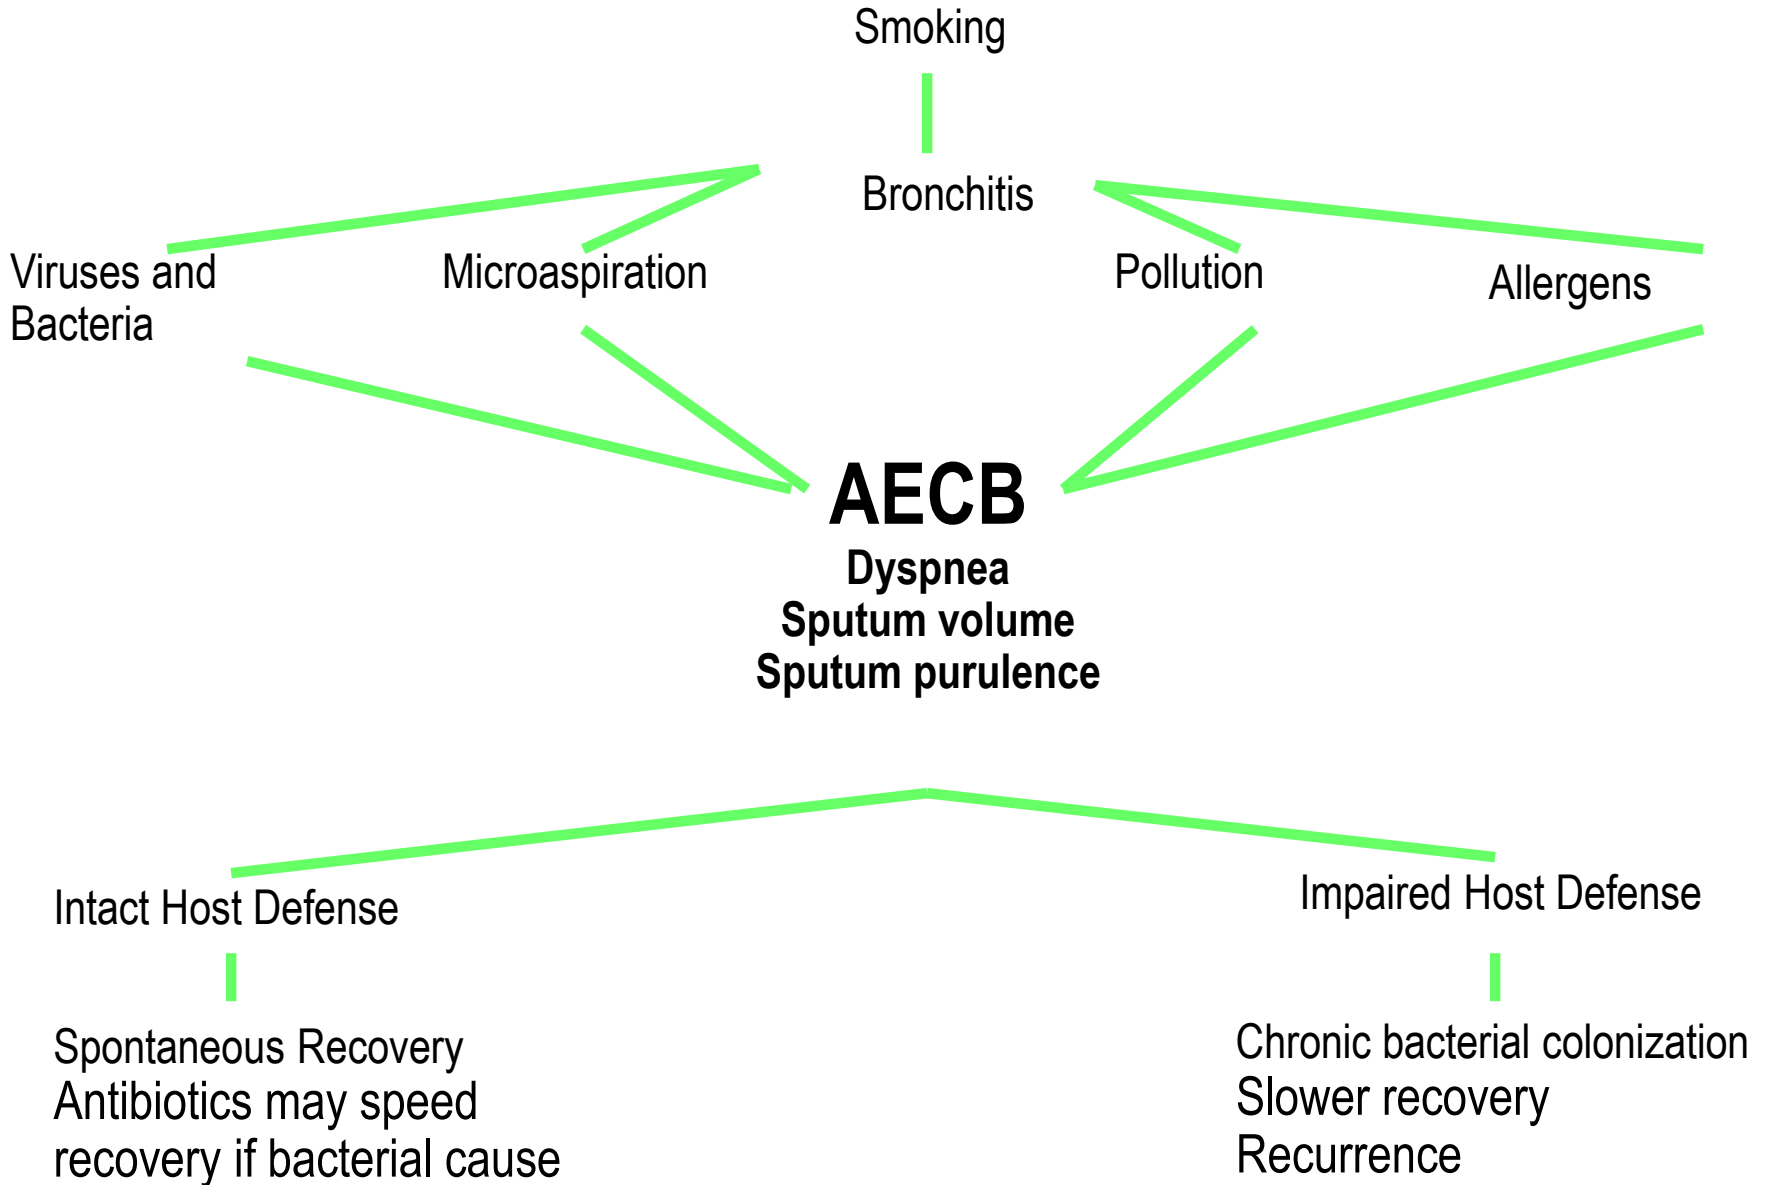 Smoking
Bronchitis
Viruses and
Bacteria
Microaspiration
Pollution
Allergens
AECB
Dyspnea
Sputum volume
Sputum purulence
Intact Host Defense
Spontaneous Recovery
Antibiotics may speed
recovery if bacterial cause
Impaired Host Defense
Chronic bacterial colonization
Slower recovery
Recurrence